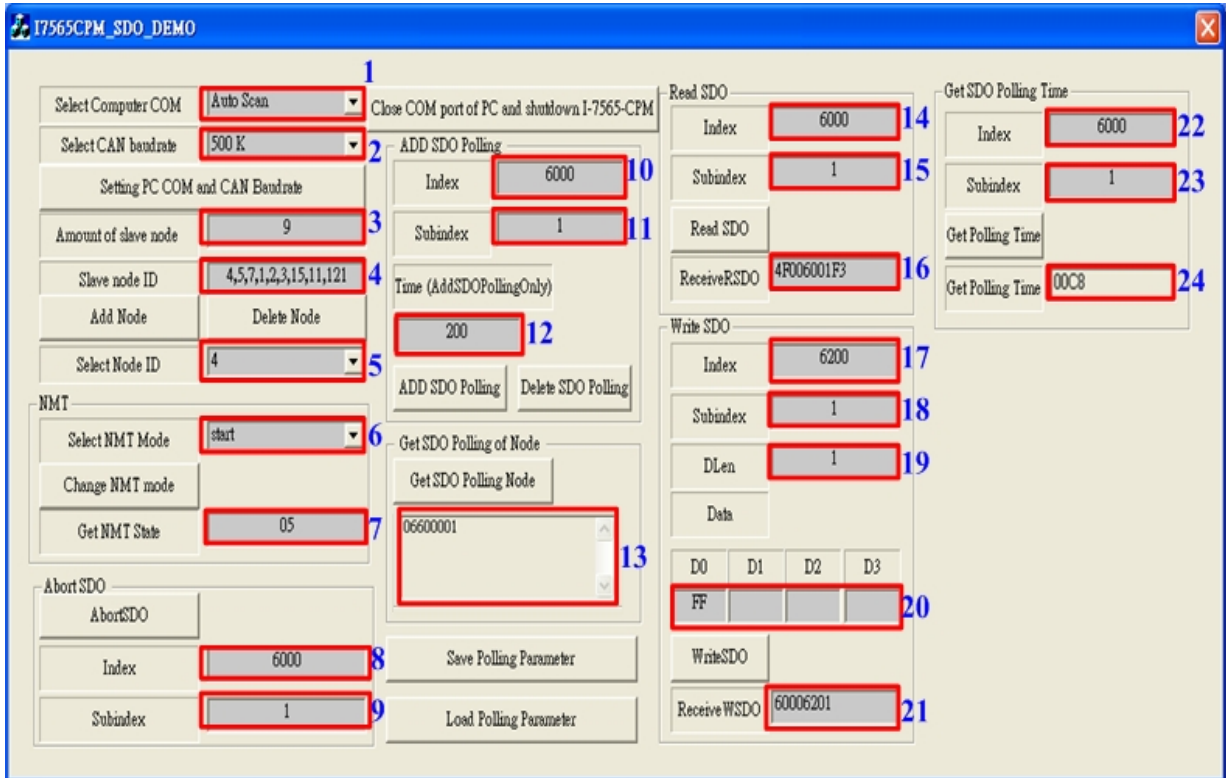 I7565CPM_SDO_DEMO
1
Select Computer COM
Auto Scan
Select CAN baudrate
500 K
2
Setting PC COM and CAN Baudrate
Amount of slave node
9
3
Slave node ID
4,5,7,1,2,3,15,11,121
4
Add Node
Delete Node
Select Node ID
4
5
NMT
Select NMT Mode
start
6
Change NMT mode
Get NMT State
05
7
Abort SDO
AbortSDO
Index
6000
8
Subindex
1
9
Close COM port of PC and shutdown I-7565-CPM
ADD SDO Polling
Index
6000
10
Subindex
1
11
Time (AddSDOPollingOnly)
200
12
ADD SDO Polling
Delete SDO Polling
Get SDO Polling of Node
Get SDO Polling Node
06600001
13
Save Polling Parameter
Load Polling Parameter
Read SDO
Index
6000
14
Subindex
1
15
Read SDO
ReceiveRSDO
4F006001F3
16
Write SDO
Index
6200
17
Subindex
1
18
DLen
1
19
Data
D0 D1 D2 D3
FF
20
WriteSDO
ReceiveWSDO
60006201
21
Get SDO Polling Time
Index
6000
22
Subindex
1
23
Get Polling Time
Get Polling Time
00C8
24